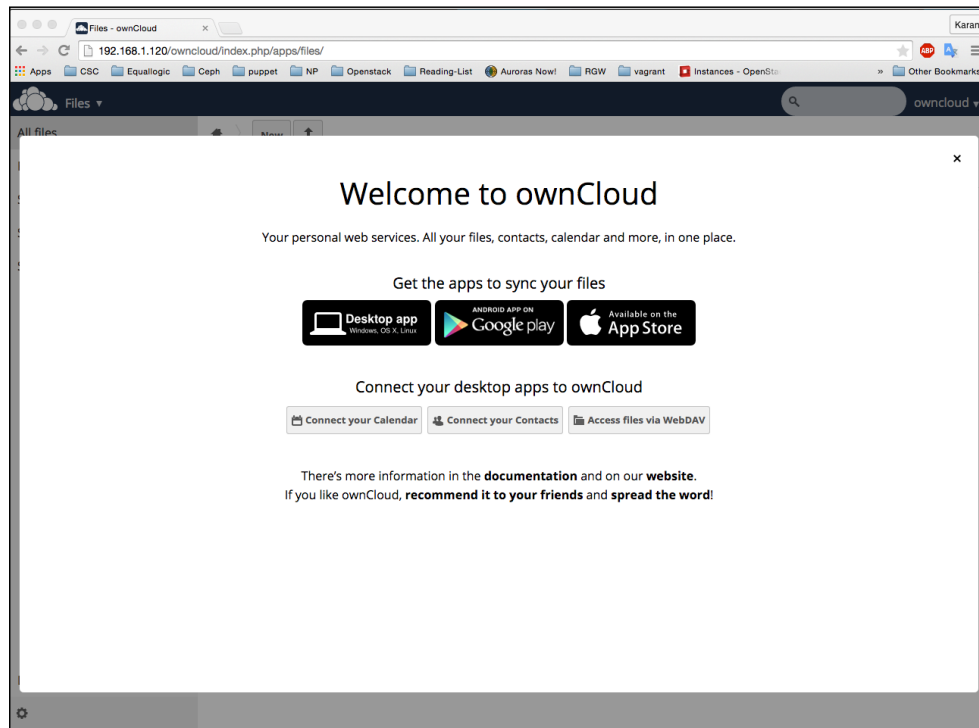 Files - ownCloud
Karan
192.168.1.120/owncloud/index.php/apps/files/
ABP
Apps CSC Equallogic Ceph puppet NP Openstack Reading-List Auroras Now! RGW vagrant Instances - OpenSta » Other Bookmarks
Files owncloud
All files New
Welcome to ownCloud
Your personal web services. All your files, contacts, calendar and more, in one place.
Get the apps to sync your files
Desktop app
Windows, OS X, Linux
ANDROID APP ON
Google play
Available on the
App Store
Connect your desktop apps to ownCloud
Connect your Calendar Connect your Contacts Access files via WebDAV
There's more information in the documentation and on our website.
If you like ownCloud, recommend it to your friends and spread the word!